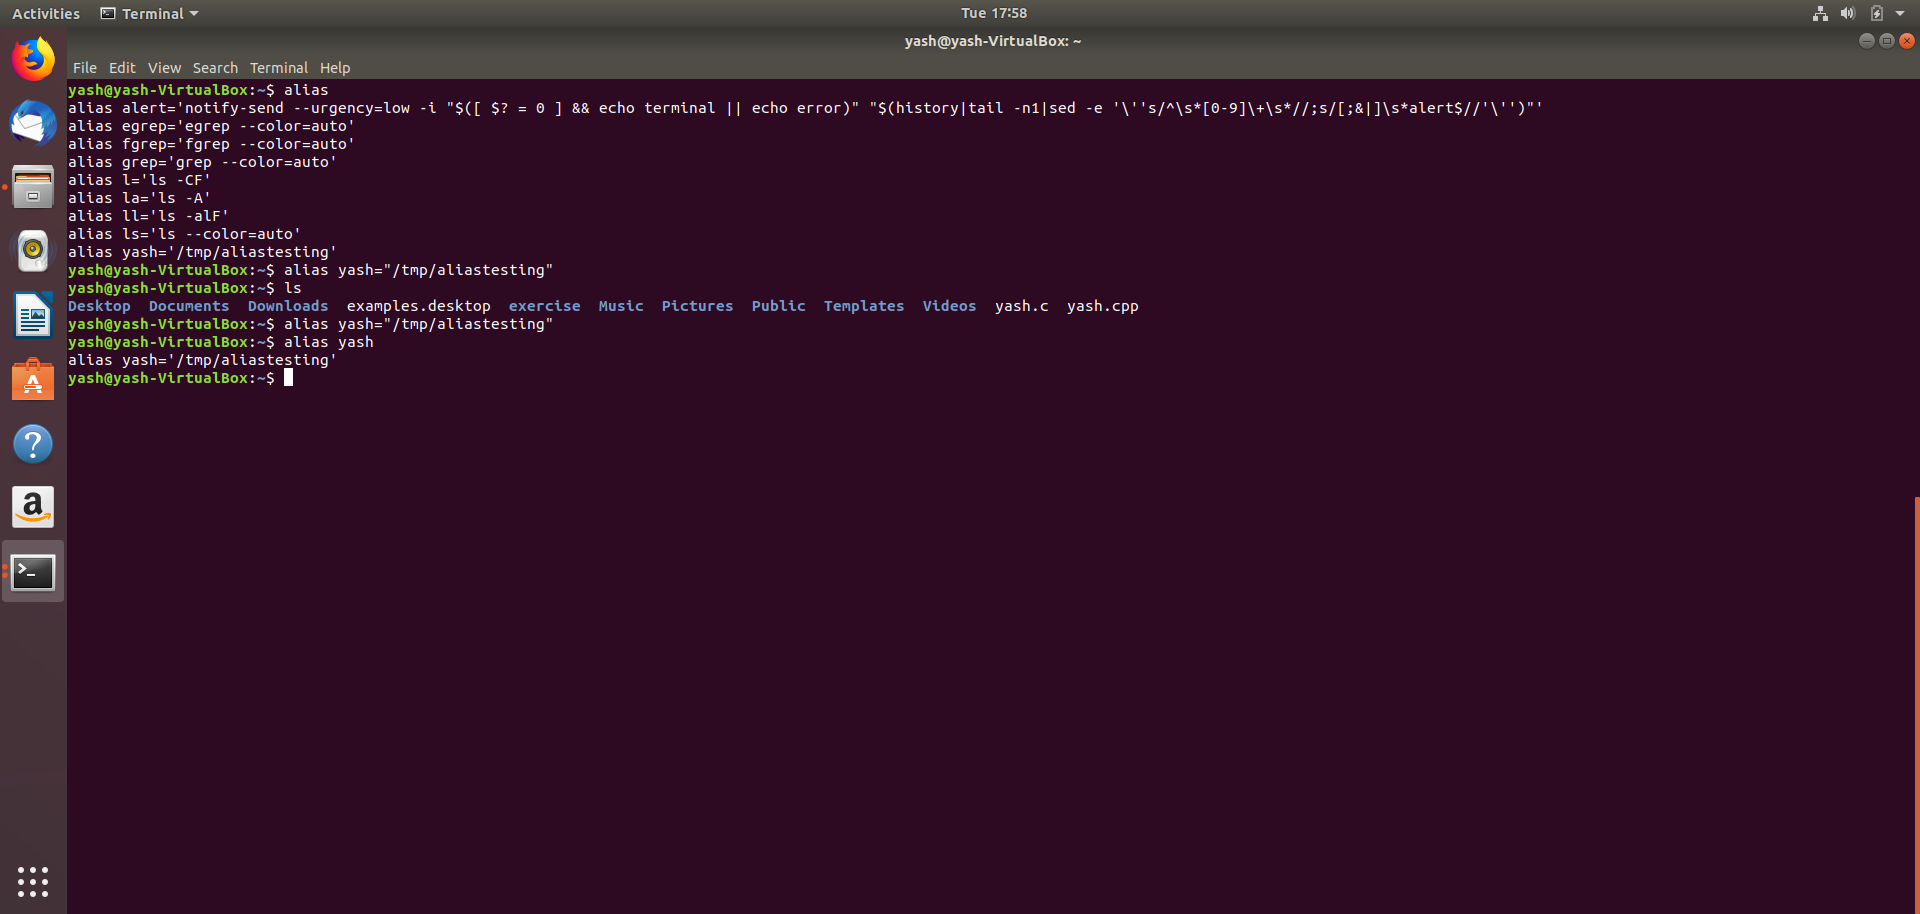 Activities Terminal Tue 17:58
yash@yash-VirtualBox: ~
File Edit View Search Terminal Help
yash@yash-VirtualBox:~$ alias
alias alert='notify-send --urgency=low -i "$([ $? = 0 ] && echo terminal || echo error)" "$(history|tail -n1|sed -e '\''s/^\s*[0-9]\+\s*//;s/[;&|]\s*alert$//'\'')"'
alias egrep='egrep --color=auto'
alias fgrep='fgrep --color=auto'
alias grep='grep --color=auto'
alias l='ls -CF'
alias la='ls -A'
alias ll='ls -alF'
alias ls='ls --color=auto'
alias yash='/tmp/aliastesting'
yash@yash-VirtualBox:~$ alias yash="/tmp/aliastesting"
yash@yash-VirtualBox:~$ ls
Desktop Documents Downloads examples.desktop exercise Music Pictures Public Templates Videos yash.c yash.cpp
yash@yash-VirtualBox:~$ alias yash="/tmp/aliastesting"
yash@yash-VirtualBox:~$ alias yash
alias yash='/tmp/aliastesting'
yash@yash-VirtualBox:~$